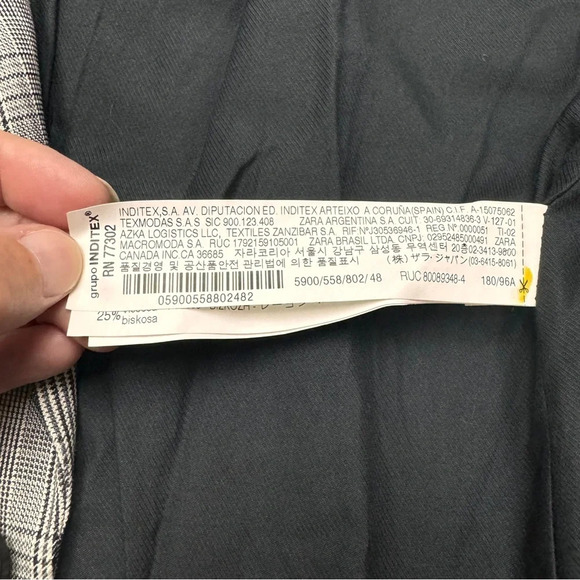 grupo INDITEX®
RN 77302
INDITEX,S.A. AV. DIPUTACION ED. INDITEX ARTEIXO A CORUÑA(SPAIN) C.I.F. A-15075062
TEXMODAS S.A.S SIC 900.123.408 ZARA ARGENTINA S.A. CUIT 30-69314836-3 V-127-01
AZKA LOGISTICS LLC, TEXTILES ZANZIBAR S.A. RIF:NºJ30536948-1 REG Nº.0000051 TI-02
MACROMODA S.A. RUC 1792159105001 ZARA BRASIL LTDA, CNPJ: 02952485000491 ZARA
CANADA INC.CA 36685 자라코리아 서울시 강남구 삼성동 무역센터 20층02)3413-9800
품질경영 및 공산품안전 관리법에 의한 품질표시 (株) ザラ・ジャパン (03-6415-8061)
5900/558/802/48 RUC 80089348-4 180/96A
05900558802482
25%
biskosa